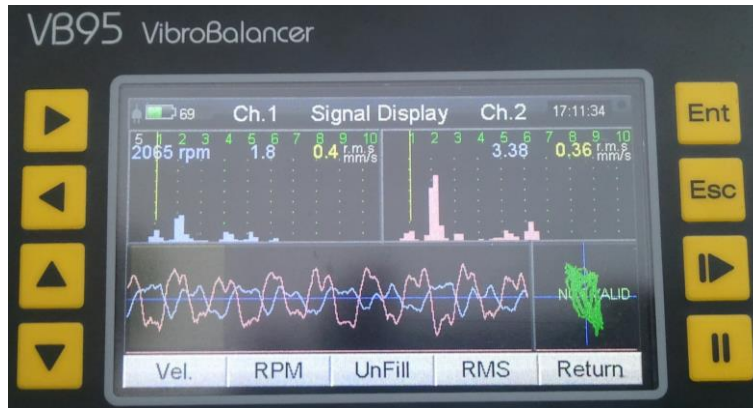 VB95 VibroBalancer
69 Ch.1 Signal Display Ch.2 17:11:34
5 1 2 3 4 5 6 7 8 9 10 1 2 3 4 5 6 7 8 9 10
2065 rpm 1.8 0.4 r.m.s mm/s 3.38 0.36 r.m.s mm/s
Ent
Esc
Vel. RPM UnFill RMS Return